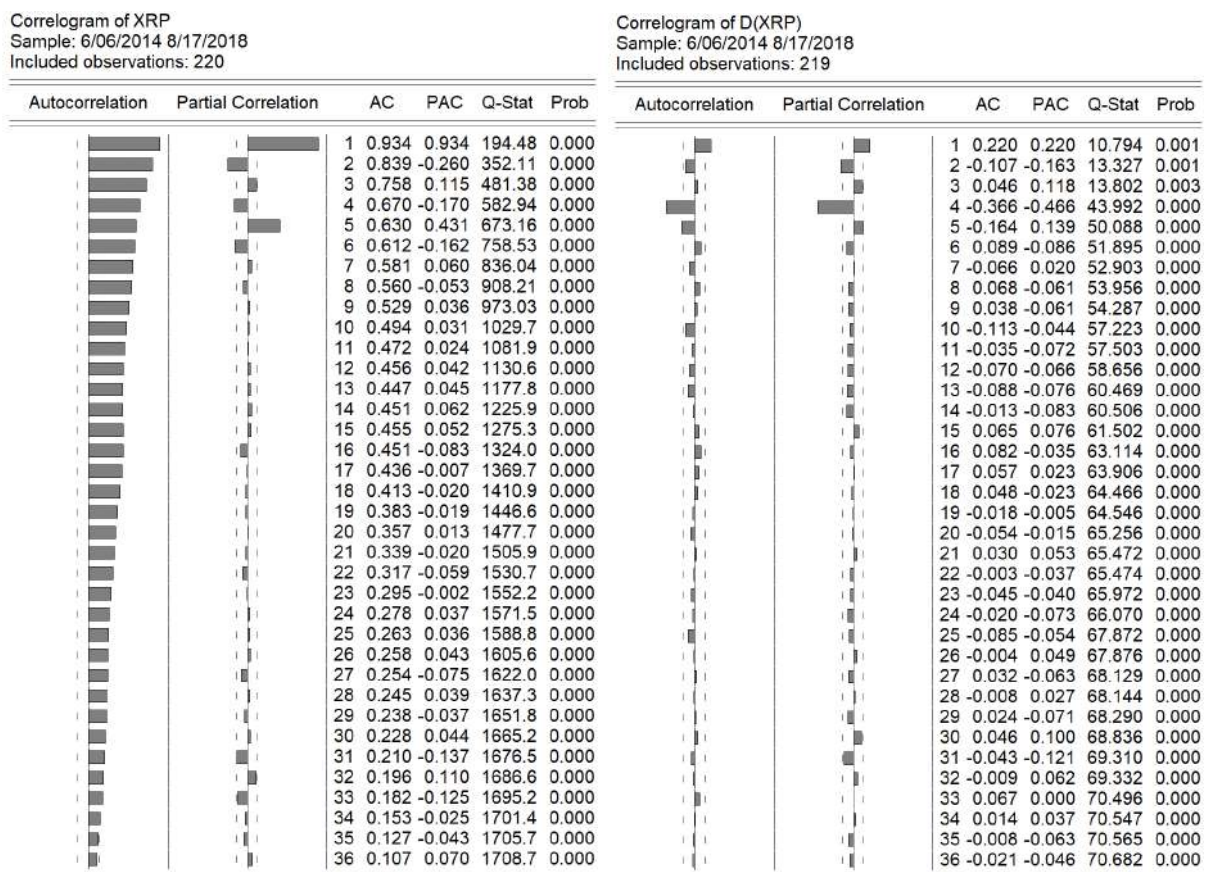 Correlogram of XRP
Sample: 6/06/2014 8/17/2018
Included observations: 220
Autocorrelation Partial Correlation AC PAC Q-Stat Prob
1 0.934 0.934 194.48 0.000
2 0.839 -0.260 352.11 0.000
3 0.758 0.115 481.38 0.000
4 0.670 -0.170 582.94 0.000
5 0.630 0.431 673.16 0.000
6 0.612 -0.162 758.53 0.000
7 0.581 0.060 836.04 0.000
8 0.560 -0.053 908.21 0.000
9 0.529 0.036 973.03 0.000
10 0.494 0.031 1029.7 0.000
11 0.472 0.024 1081.9 0.000
12 0.456 0.042 1130.6 0.000
13 0.447 0.045 1177.8 0.000
14 0.451 0.062 1225.9 0.000
15 0.455 0.052 1275.3 0.000
16 0.451 -0.083 1324.0 0.000
17 0.436 -0.007 1369.7 0.000
18 0.413 -0.020 1410.9 0.000
19 0.383 -0.019 1446.6 0.000
20 0.357 0.013 1477.7 0.000
21 0.339 -0.020 1505.9 0.000
22 0.317 -0.059 1530.7 0.000
23 0.295 -0.002 1552.2 0.000
24 0.278 0.037 1571.5 0.000
25 0.263 0.036 1588.8 0.000
26 0.258 0.043 1605.6 0.000
27 0.254 -0.075 1622.0 0.000
28 0.245 0.039 1637.3 0.000
29 0.238 -0.037 1651.8 0.000
30 0.228 0.044 1665.2 0.000
31 0.210 -0.137 1676.5 0.000
32 0.196 0.110 1686.6 0.000
33 0.182 -0.125 1695.2 0.000
34 0.153 -0.025 1701.4 0.000
35 0.127 -0.043 1705.7 0.000
36 0.107 0.070 1708.7 0.000
Correlogram of D(XRP)
Sample: 6/06/2014 8/17/2018
Included observations: 219
Autocorrelation Partial Correlation AC PAC Q-Stat Prob
1 0.220 0.220 10.794 0.001
2 -0.107 -0.163 13.327 0.001
3 0.046 0.118 13.802 0.003
4 -0.366 -0.466 43.992 0.000
5 -0.164 0.139 50.088 0.000
6 0.089 -0.086 51.895 0.000
7 -0.066 0.020 52.903 0.000
8 0.068 -0.061 53.956 0.000
9 0.038 -0.061 54.287 0.000
10 -0.113 -0.044 57.223 0.000
11 -0.035 -0.072 57.503 0.000
12 -0.070 -0.066 58.656 0.000
13 -0.088 -0.076 60.469 0.000
14 -0.013 -0.083 60.506 0.000
15 0.065 0.076 61.502 0.000
16 0.082 -0.035 63.114 0.000
17 0.057 0.023 63.906 0.000
18 0.048 -0.023 64.466 0.000
19 -0.018 -0.005 64.546 0.000
20 -0.054 -0.015 65.256 0.000
21 0.030 0.053 65.472 0.000
22 -0.003 -0.037 65.474 0.000
23 -0.045 -0.040 65.972 0.000
24 -0.020 -0.073 66.070 0.000
25 -0.085 -0.054 67.872 0.000
26 -0.004 0.049 67.876 0.000
27 0.032 -0.063 68.129 0.000
28 -0.008 0.027 68.144 0.000
29 0.024 -0.071 68.290 0.000
30 0.046 0.100 68.836 0.000
31 -0.043 -0.121 69.310 0.000
32 -0.009 0.062 69.332 0.000
33 0.067 0.000 70.496 0.000
34 0.014 0.037 70.547 0.000
35 -0.008 -0.063 70.565 0.000
36 -0.021 -0.046 70.682 0.000